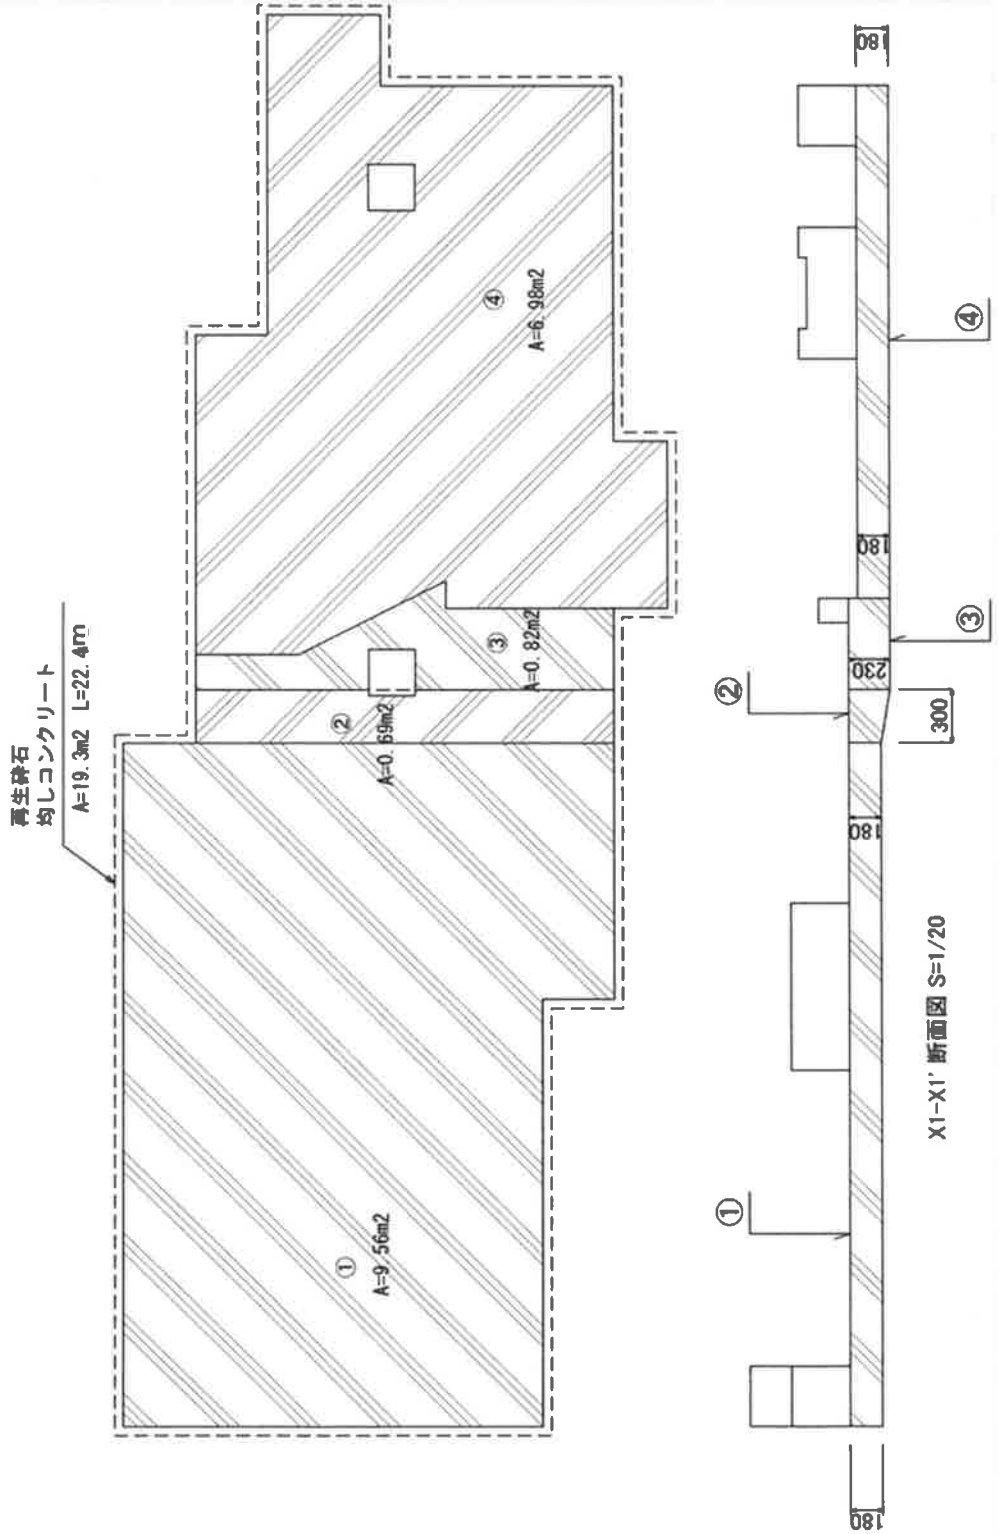 再生砕石
均しコンクリート
A=19.3m2 L=22.4m
①
A=9.56m2
②
A=0.69m2
③
A=0.82m2
④
A=6.98m2
①
②
③
④
180
180
300
230
180
180
X1-X1' 断面図 S=1/20